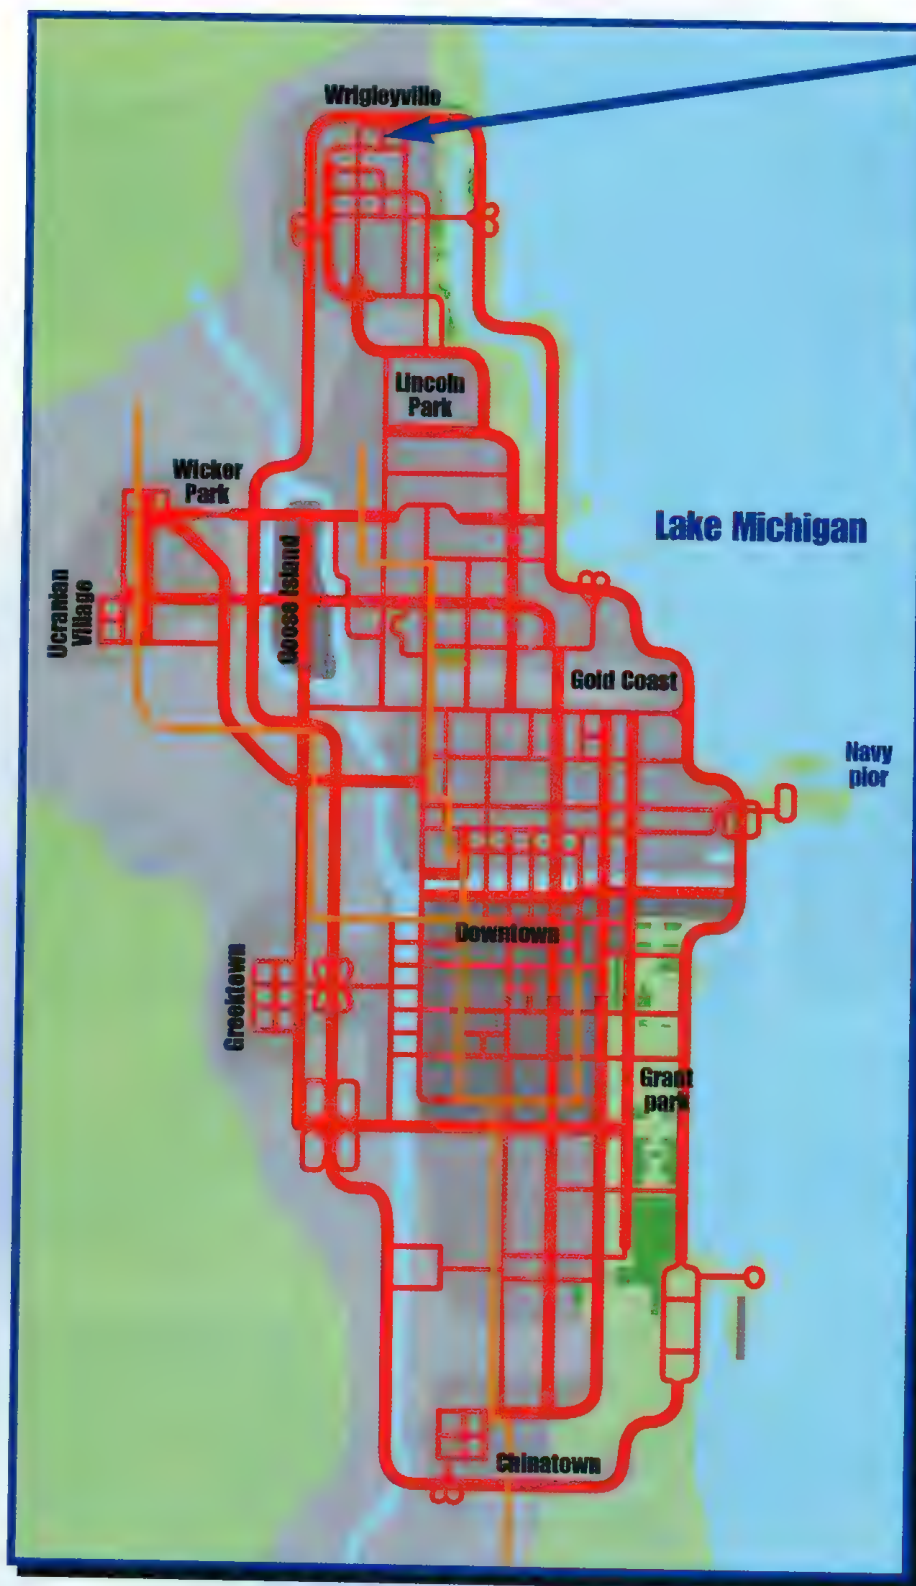 Wrigleyville
Lincoln
Park
Wicker
Park
Lake Michigan
Goose Island
Ucranian
Village
Gold Coast
Navy
pior
Downtown
Greektown
Grant
park
Chinatown